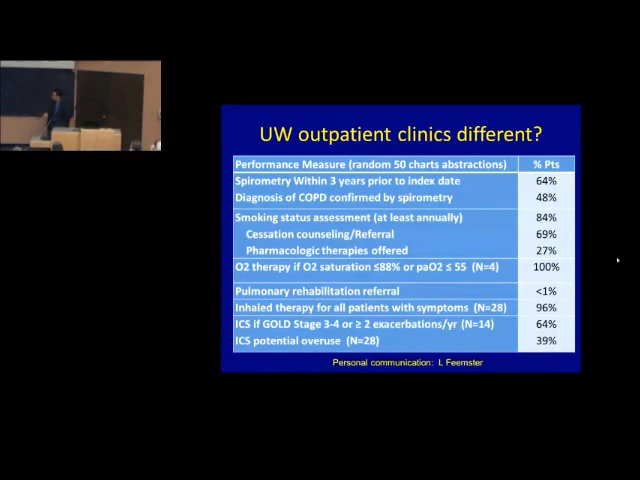 UW outpatient clinics different?
Performance Measure (random 50 charts abstractions) % Pts
Spirometry Within 3 years prior to index date 64%
Diagnosis of COPD confirmed by spirometry 48%
Smoking status assessment (at least annually) 84%
Cessation counseling/Referral 69%
Pharmacologic therapies offered 27%
O2 therapy if O2 saturation ≤88% or paO2 ≤ 55 (N=4) 100%
Pulmonary rehabilitation referral <1%
Inhaled therapy for all patients with symptoms (N=28) 96%
ICS if GOLD Stage 3-4 or ≥ 2 exacerbations/yr (N=14) 64%
ICS potential overuse (N=28) 39%
Personal communication: L Feemster